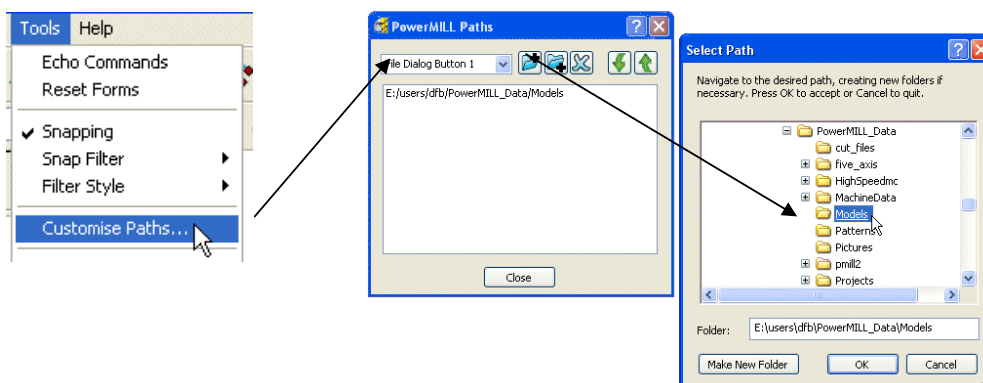 Tools Help
Echo Commands
Reset Forms
Snapping
Snap Filter
Filter Style
Customise Paths...
PowerMILL Paths
File Dialog Button 1
E:/users/dfb/PowerMILL_Data/Models
Close
Select Path
Navigate to the desired path, creating new folders if
necessary. Press OK to accept or Cancel to quit.
PowerMILL_Data
cut_files
five_axis
HighSpeedmc
MachineData
Models
Patterns
Pictures
pmill2
Projects
Folder: E:\users\dfb\PowerMILL_Data\Models
Make New Folder OK Cancel